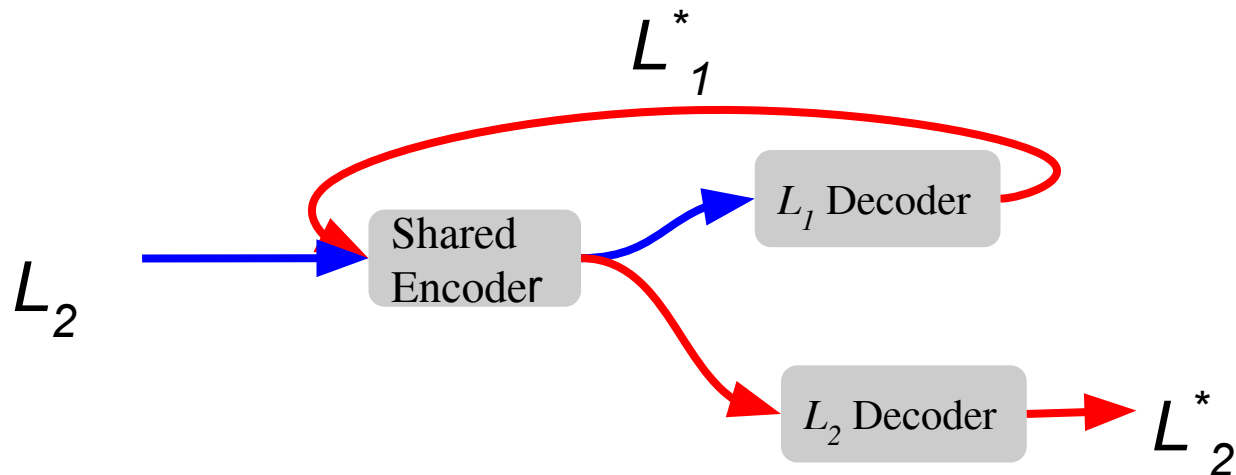 L*1
L1 Decoder
Shared
Encoder
L2
L2 Decoder
L*2